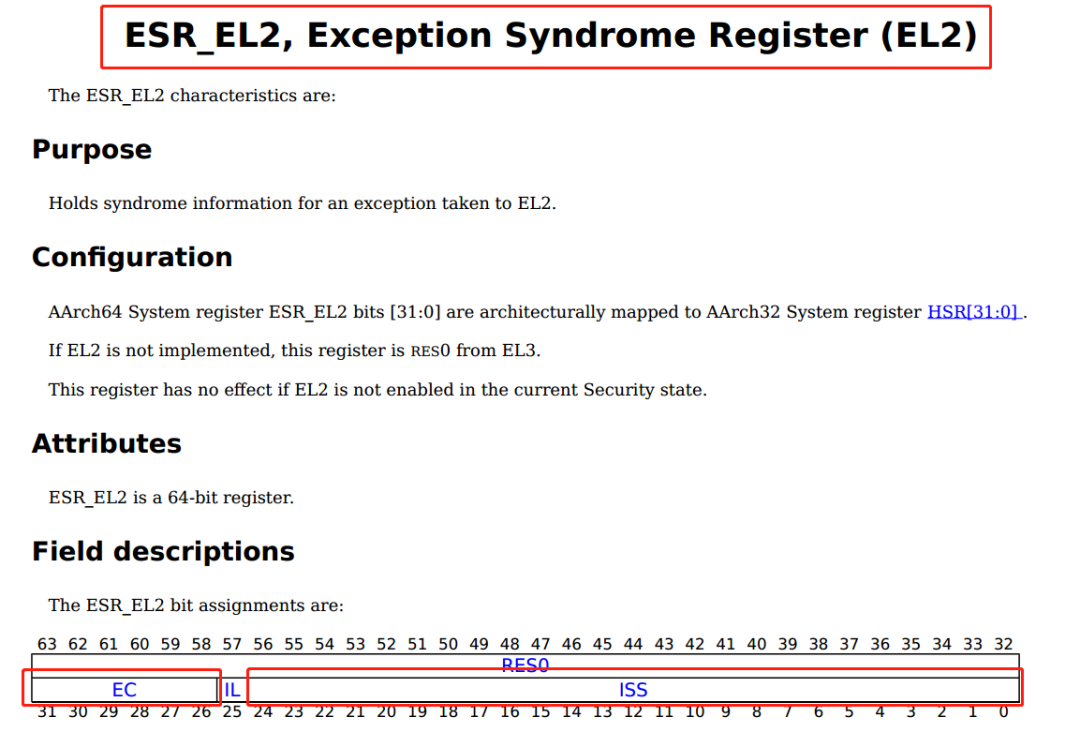 ESR_EL2, Exception Syndrome Register (EL2)
The ESR_EL2 characteristics are:
Purpose
Holds syndrome information for an exception taken to EL2.
Configuration
AArch64 System register ESR_EL2 bits [31:0] are architecturally mapped to AArch32 System register HSR[31:0] .
If EL2 is not implemented, this register is RES0 from EL3.
This register has no effect if EL2 is not enabled in the current Security state.
Attributes
ESR_EL2 is a 64-bit register.
Field descriptions
The ESR_EL2 bit assignments are:
63 62 61 60 59 58 57 56 55 54 53 52 51 50 49 48 47 46 45 44 43 42 41 40 39 38 37 36 35 34 33 32
RES0
EC IL ISS
31 30 29 28 27 26 25 24 23 22 21 20 19 18 17 16 15 14 13 12 11 10 9 8 7 6 5 4 3 2 1 0